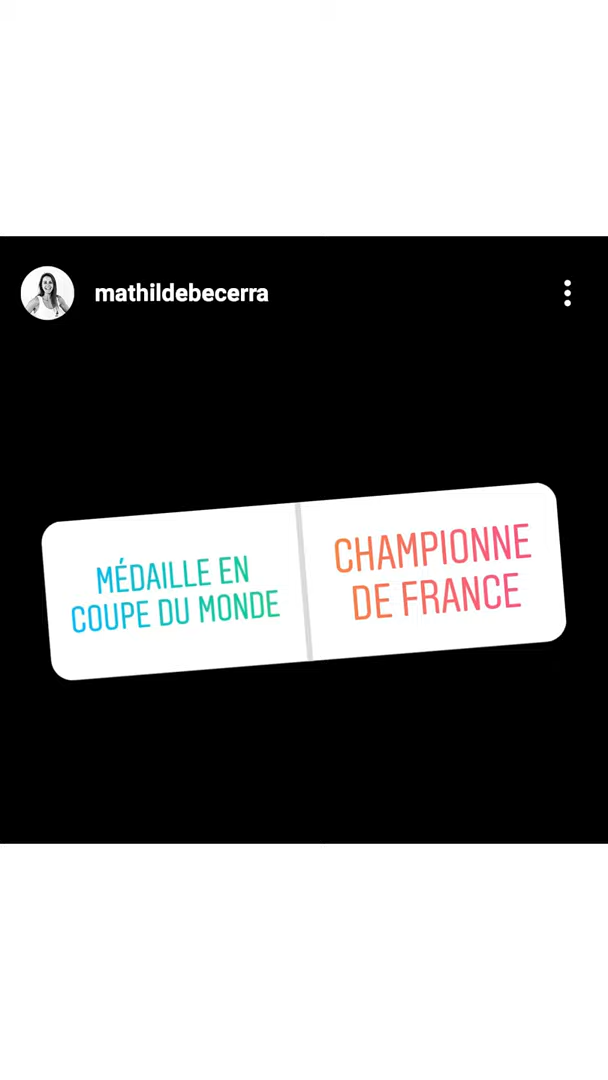 mathildebecerra
MÉDAILLE EN
COUPE DU MONDE
CHAMPIONNE
DE FRANCE